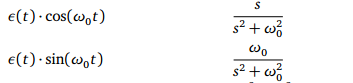 ϵ(t)·cos(ω₀t) s/(s² + ω₀²)
ϵ(t)·sin(ω₀t) ω₀/(s² + ω₀²)